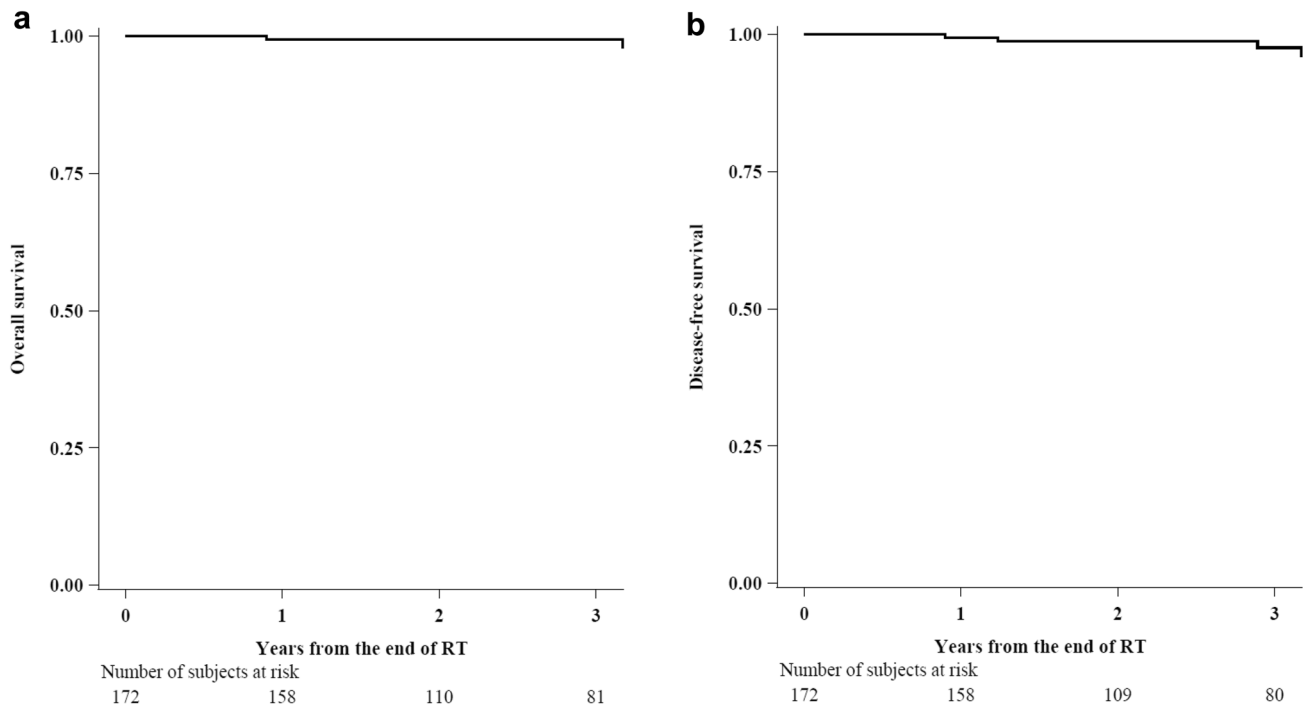 a
1.00
0.75
0.50
0.25
0.00
Overall survival
0 1 2 3
Years from the end of RT
Number of subjects at risk
172 158 110 81
b
1.00
0.75
0.50
0.25
0.00
Disease-free survival
0 1 2 3
Years from the end of RT
Number of subjects at risk
172 158 109 80